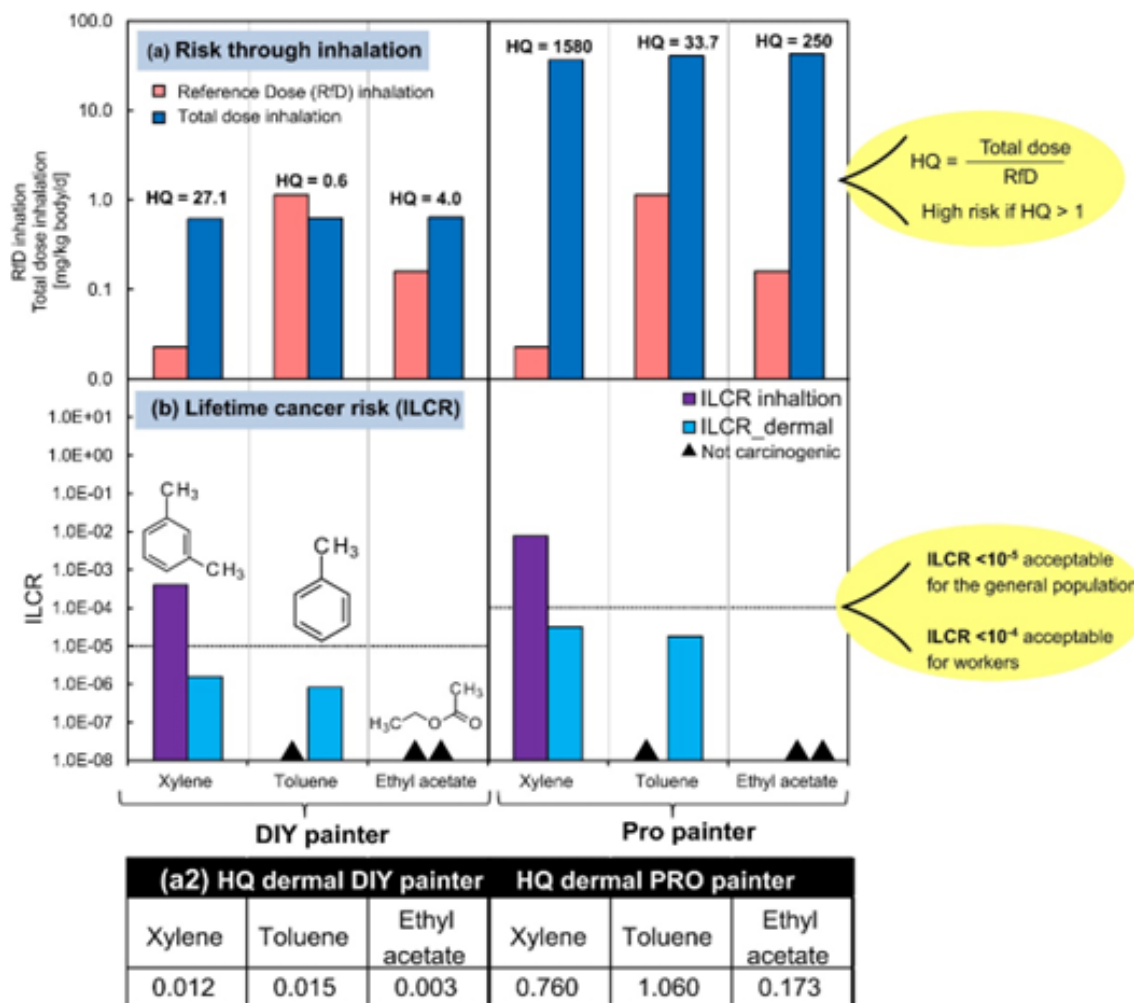 100.0
10.0
1.0
0.1
0.0
RfD inhation
Total dose inhalation
[mg/kg body/d]
(a) Risk through inhalation
Reference Dose (RfD) inhalation
Total dose inhalation
HQ = 27.1
HQ = 0.6
HQ = 4.0
HQ = 1580
HQ = 33.7
HQ = 250
HQ = Total dose
RfD
High risk if HQ > 1
(b) Lifetime cancer risk (ILCR)
ILCR inhaltion
ILCR_dermal
Not carcinogenic
1.0E+01
1.0E+00
1.0E-01
1.0E-02
1.0E-03
1.0E-04
1.0E-05
1.0E-06
1.0E-07
1.0E-08
ILCR
CH₃
CH₃
CH₃
CH₃
H₃C O O
ILCR <10⁻⁵ acceptable
for the general population
ILCR <10⁻⁴ acceptable
for workers
Xylene Toluene Ethyl acetate Xylene Toluene Ethyl acetate
DIY painter Pro painter
(a2) HQ dermal DIY painter HQ dermal PRO painter
Xylene Toluene Ethyl acetate Xylene Toluene Ethyl acetate
0.012 0.015 0.003 0.760 1.060 0.173